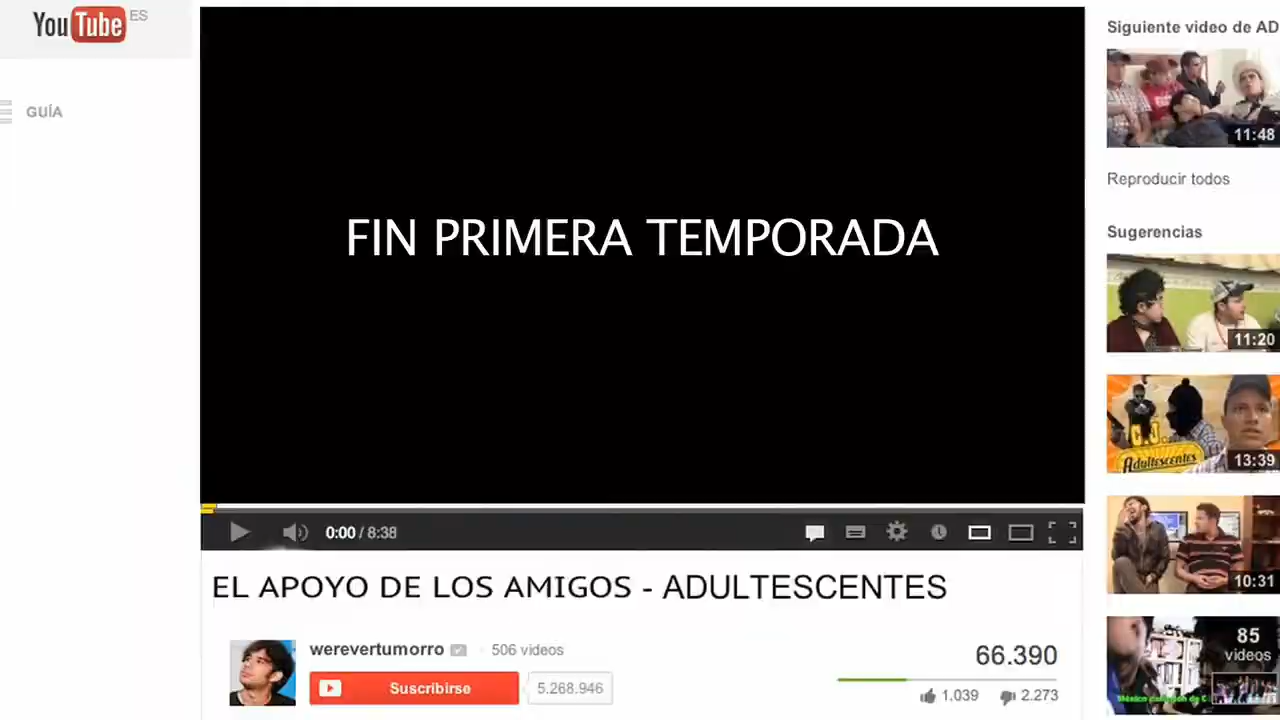 YouTube ES
GUÍA
FIN PRIMERA TEMPORADA
0:00 / 8:38
EL APOYO DE LOS AMIGOS - ADULTESCENTES
werevertumorro
506 videos
Suscribirse
5.268.946
66.390
1.039
2.273
Siguiente video de AD
11:48
Reproducir todos
Sugerencias
11:20
Adultescentes
13:39
10:31
85
videos